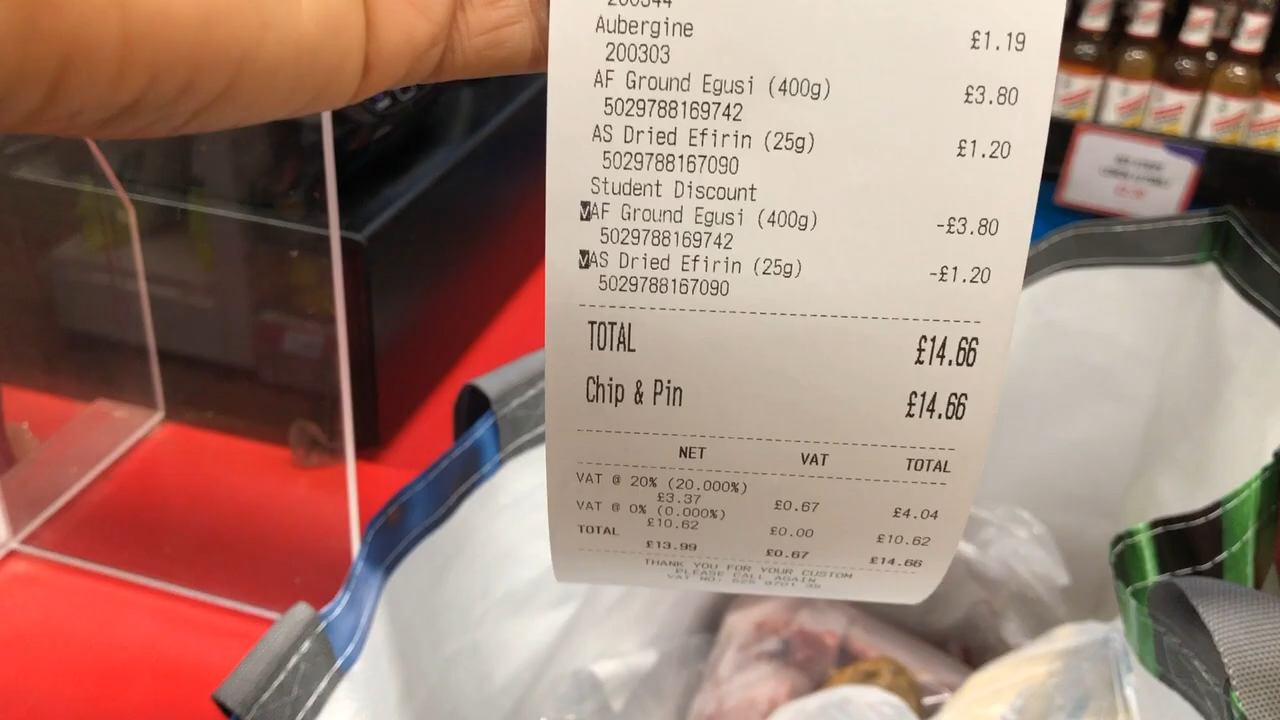 200344
Aubergine £1.19
200303
AF Ground Egusi (400g) £3.80
5029788169742
AS Dried Efirin (25g) £1.20
5029788167090
Student Discount
vAF Ground Egusi (400g) -£3.80
5029788169742
vAS Dried Efirin (25g) -£1.20
5029788167090
TOTAL £14.66
Chip & Pin £14.66
NET VAT TOTAL
VAT @ 20% (20.000%)
£3.37 £0.67 £4.04
VAT @ 0% (0.000%)
£10.62 £0.00 £10.62
TOTAL
£13.99 £0.67 £14.66
THANK YOU FOR YOUR CUSTOM
PLEASE CALL AGAIN
VAT NO: